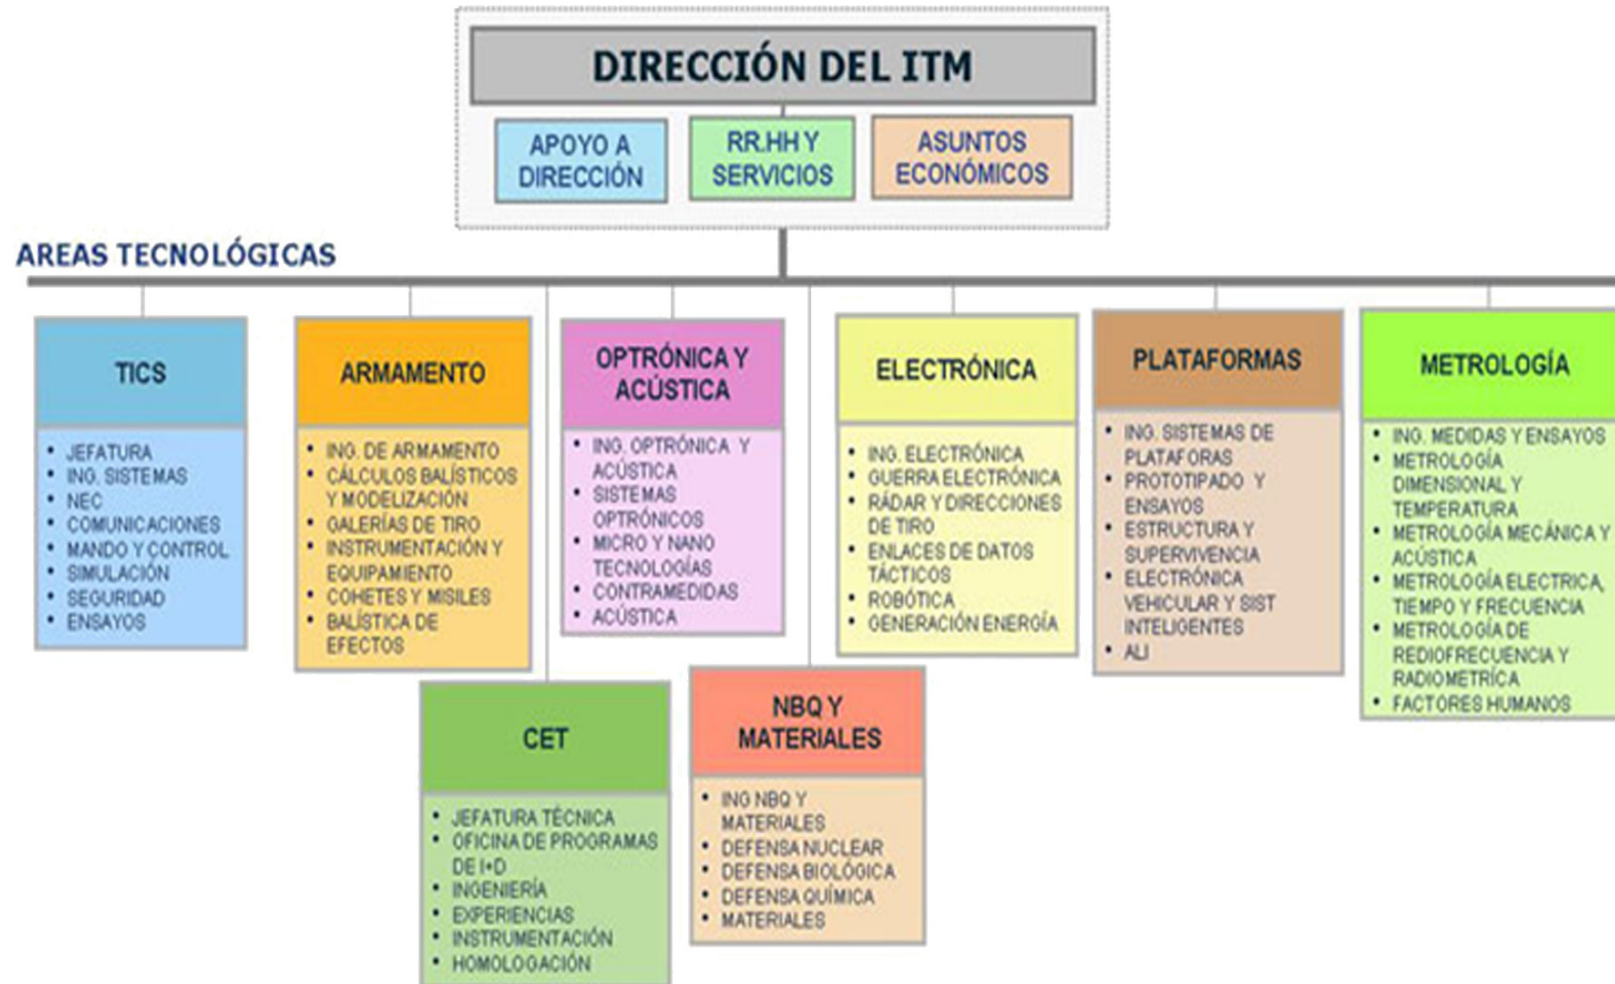 DIRECCIÓN DEL ITM
APOYO A
DIRECCIÓN
RR.HH Y
SERVICIOS
ASUNTOS
ECONÓMICOS
AREAS TECNOLÓGICAS
TICS
• JEFATURA
• ING. SISTEMAS
• NEC
• COMUNICACIONES
• MANDO Y CONTROL
• SIMULACIÓN
• SEGURIDAD
• ENSAYOS
ARMAMENTO
• ING. DE ARMAMENTO
• CÁLCULOS BALÍSTICOS
Y MODELIZACIÓN
• GALERÍAS DE TIRO
• INSTRUMENTACIÓN Y
EQUIPAMIENTO
• COHETES Y MISILES
• BALÍSTICA DE
EFECTOS
OPTRÓNICA Y
ACÚSTICA
• ING. OPTRÓNICA Y
ACÚSTICA
• SISTEMAS
OPTRÓNICOS
• MICRO Y NANO
TECNOLOGÍAS
• CONTRAMEDIDAS
• ACÚSTICA
ELECTRÓNICA
• ING. ELECTRÓNICA
• GUERRA ELECTRÓNICA
• RÁDAR Y DIRECCIONES
DE TIRO
• ENLACES DE DATOS
TÁCTICOS
• ROBÓTICA
• GENERACIÓN ENERGÍA
PLATAFORMAS
• ING. SISTEMAS DE
PLATAFORAS
• PROTOTIPADO Y
ENSAYOS
• ESTRUCTURA Y
SUPERVIVENCIA
• ELECTRÓNICA
VEHICULAR Y SIST
INTELIGENTES
• ALI
METROLOGÍA
• ING. MEDIDAS Y ENSAYOS
• METROLOGÍA
DIMENSIONAL Y
TEMPERATURA
• METROLOGÍA MECÁNICA Y
ACÚSTICA
• METROLOGÍA ELECTRICA,
TIEMPO Y FRECUENCIA
• METROLOGÍA DE
REDIOFRECUENCIA Y
RADIOMETRÍCA
• FACTORES HUMANOS
CET
• JEFATURA TÉCNICA
• OFICINA DE PROGRAMAS
DE I+D
• INGENIERÍA
• EXPERIENCIAS
• INSTRUMENTACIÓN
• HOMOLOGACIÓN
NBQ Y
MATERIALES
• ING NBQ Y
MATERIALES
• DEFENSA NUCLEAR
• DEFENSA BIOLÓGICA
• DEFENSA QUÍMICA
• MATERIALES